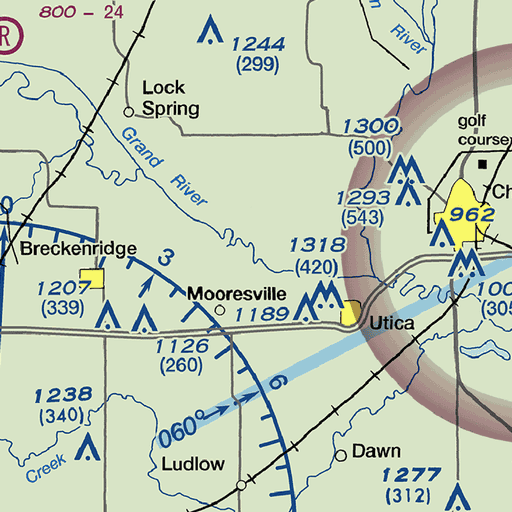 800 - 24
R
1244
(299)
River
Lock
Spring
Grand River
1300
(500)
golf
course
1293
(543)
Ch
962
0
Breckenridge
3
1318
(420)
1207
(339)
Mooresville
1189
Utica
100
(305
1126
(260)
6
1238
(340)
060°
Creek
Ludlow
Dawn
1277
(312)